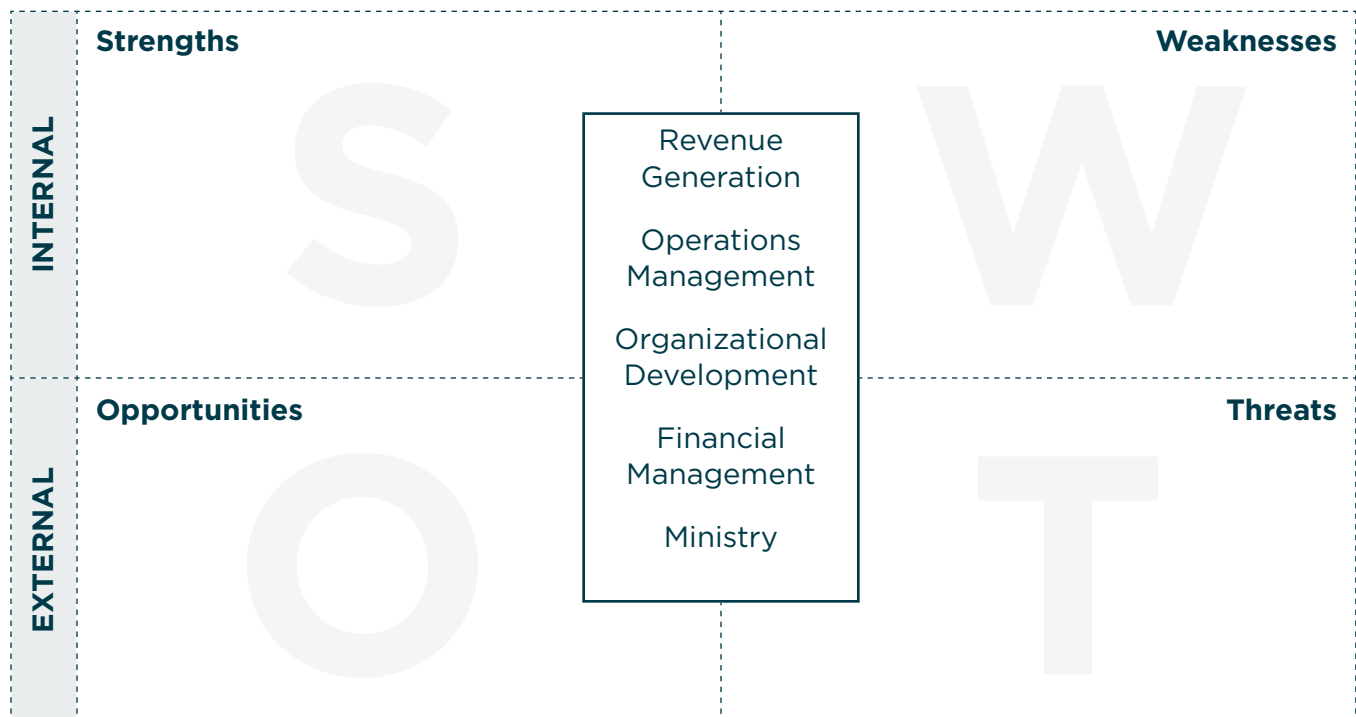 Strengths
Weaknesses
INTERNAL
S
W
Revenue
Generation
Operations
Management
Organizational
Development
Financial
Management
Ministry
Opportunities
Threats
EXTERNAL
O
T